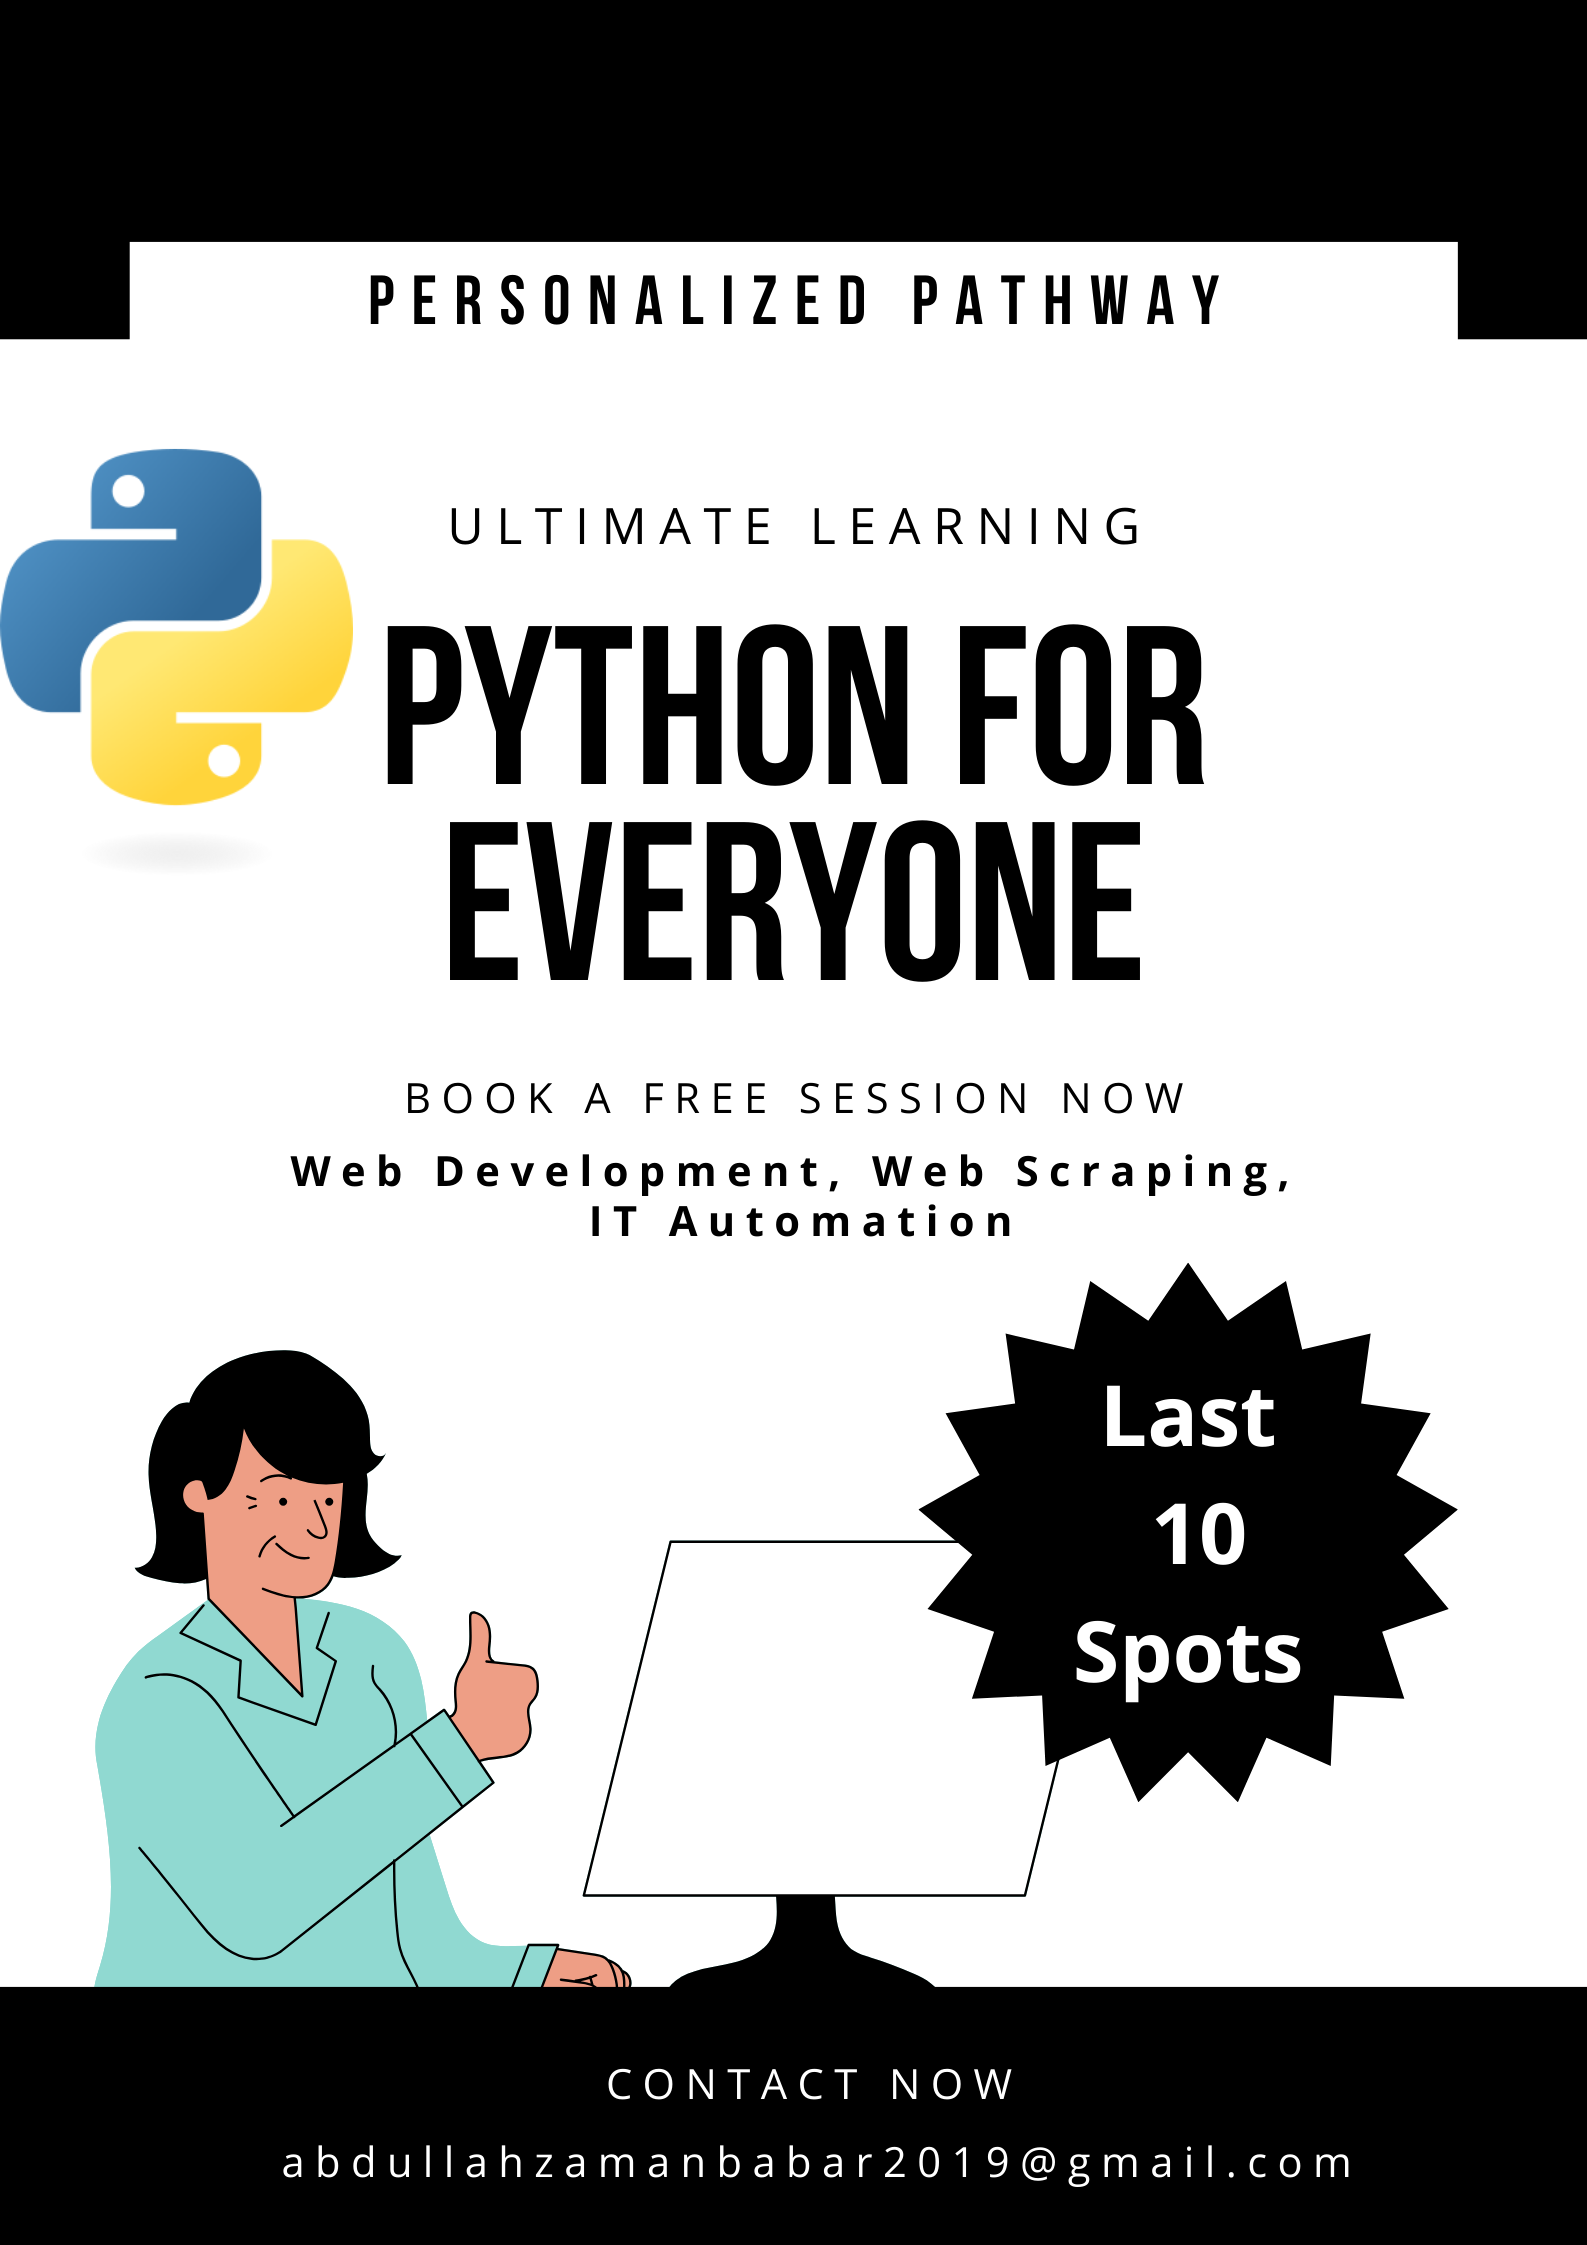 PERSONALIZED PATHWAY
ULTIMATE LEARNING
PYTHON FOR
EVERYONE
BOOK A FREE SESSION NOW
Web Development, Web Scraping,
IT Automation
Last
10
Spots
CONTACT NOW
abdullahzamanbabar2019@gmail.com